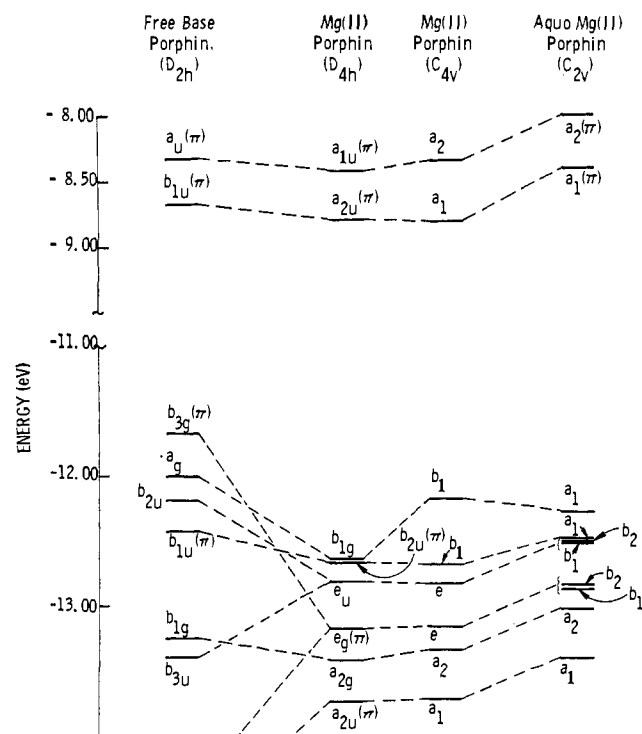 Free Base Mg(II) Mg(II) Aquo Mg(II)
Porphin, Porphin Porphin Porphin
(D2h) (D4h) (C4v) (C2v)
- 8.00
au(π) a1u(π) a2 a2(π)
- 8.50
b1u(π) a2u(π) a1 a1(π)
- 9.00
ENERGY (eV)
-11.00
b3g(π)
-12.00
ag b1 a1
b2u
b1g b2u(π) b1 a1 b2
b1u(π) b1
eu e b2
-13.00
b1
b1g eg(π) e a2
b3u a2g a2 a1
a2u(π) a1